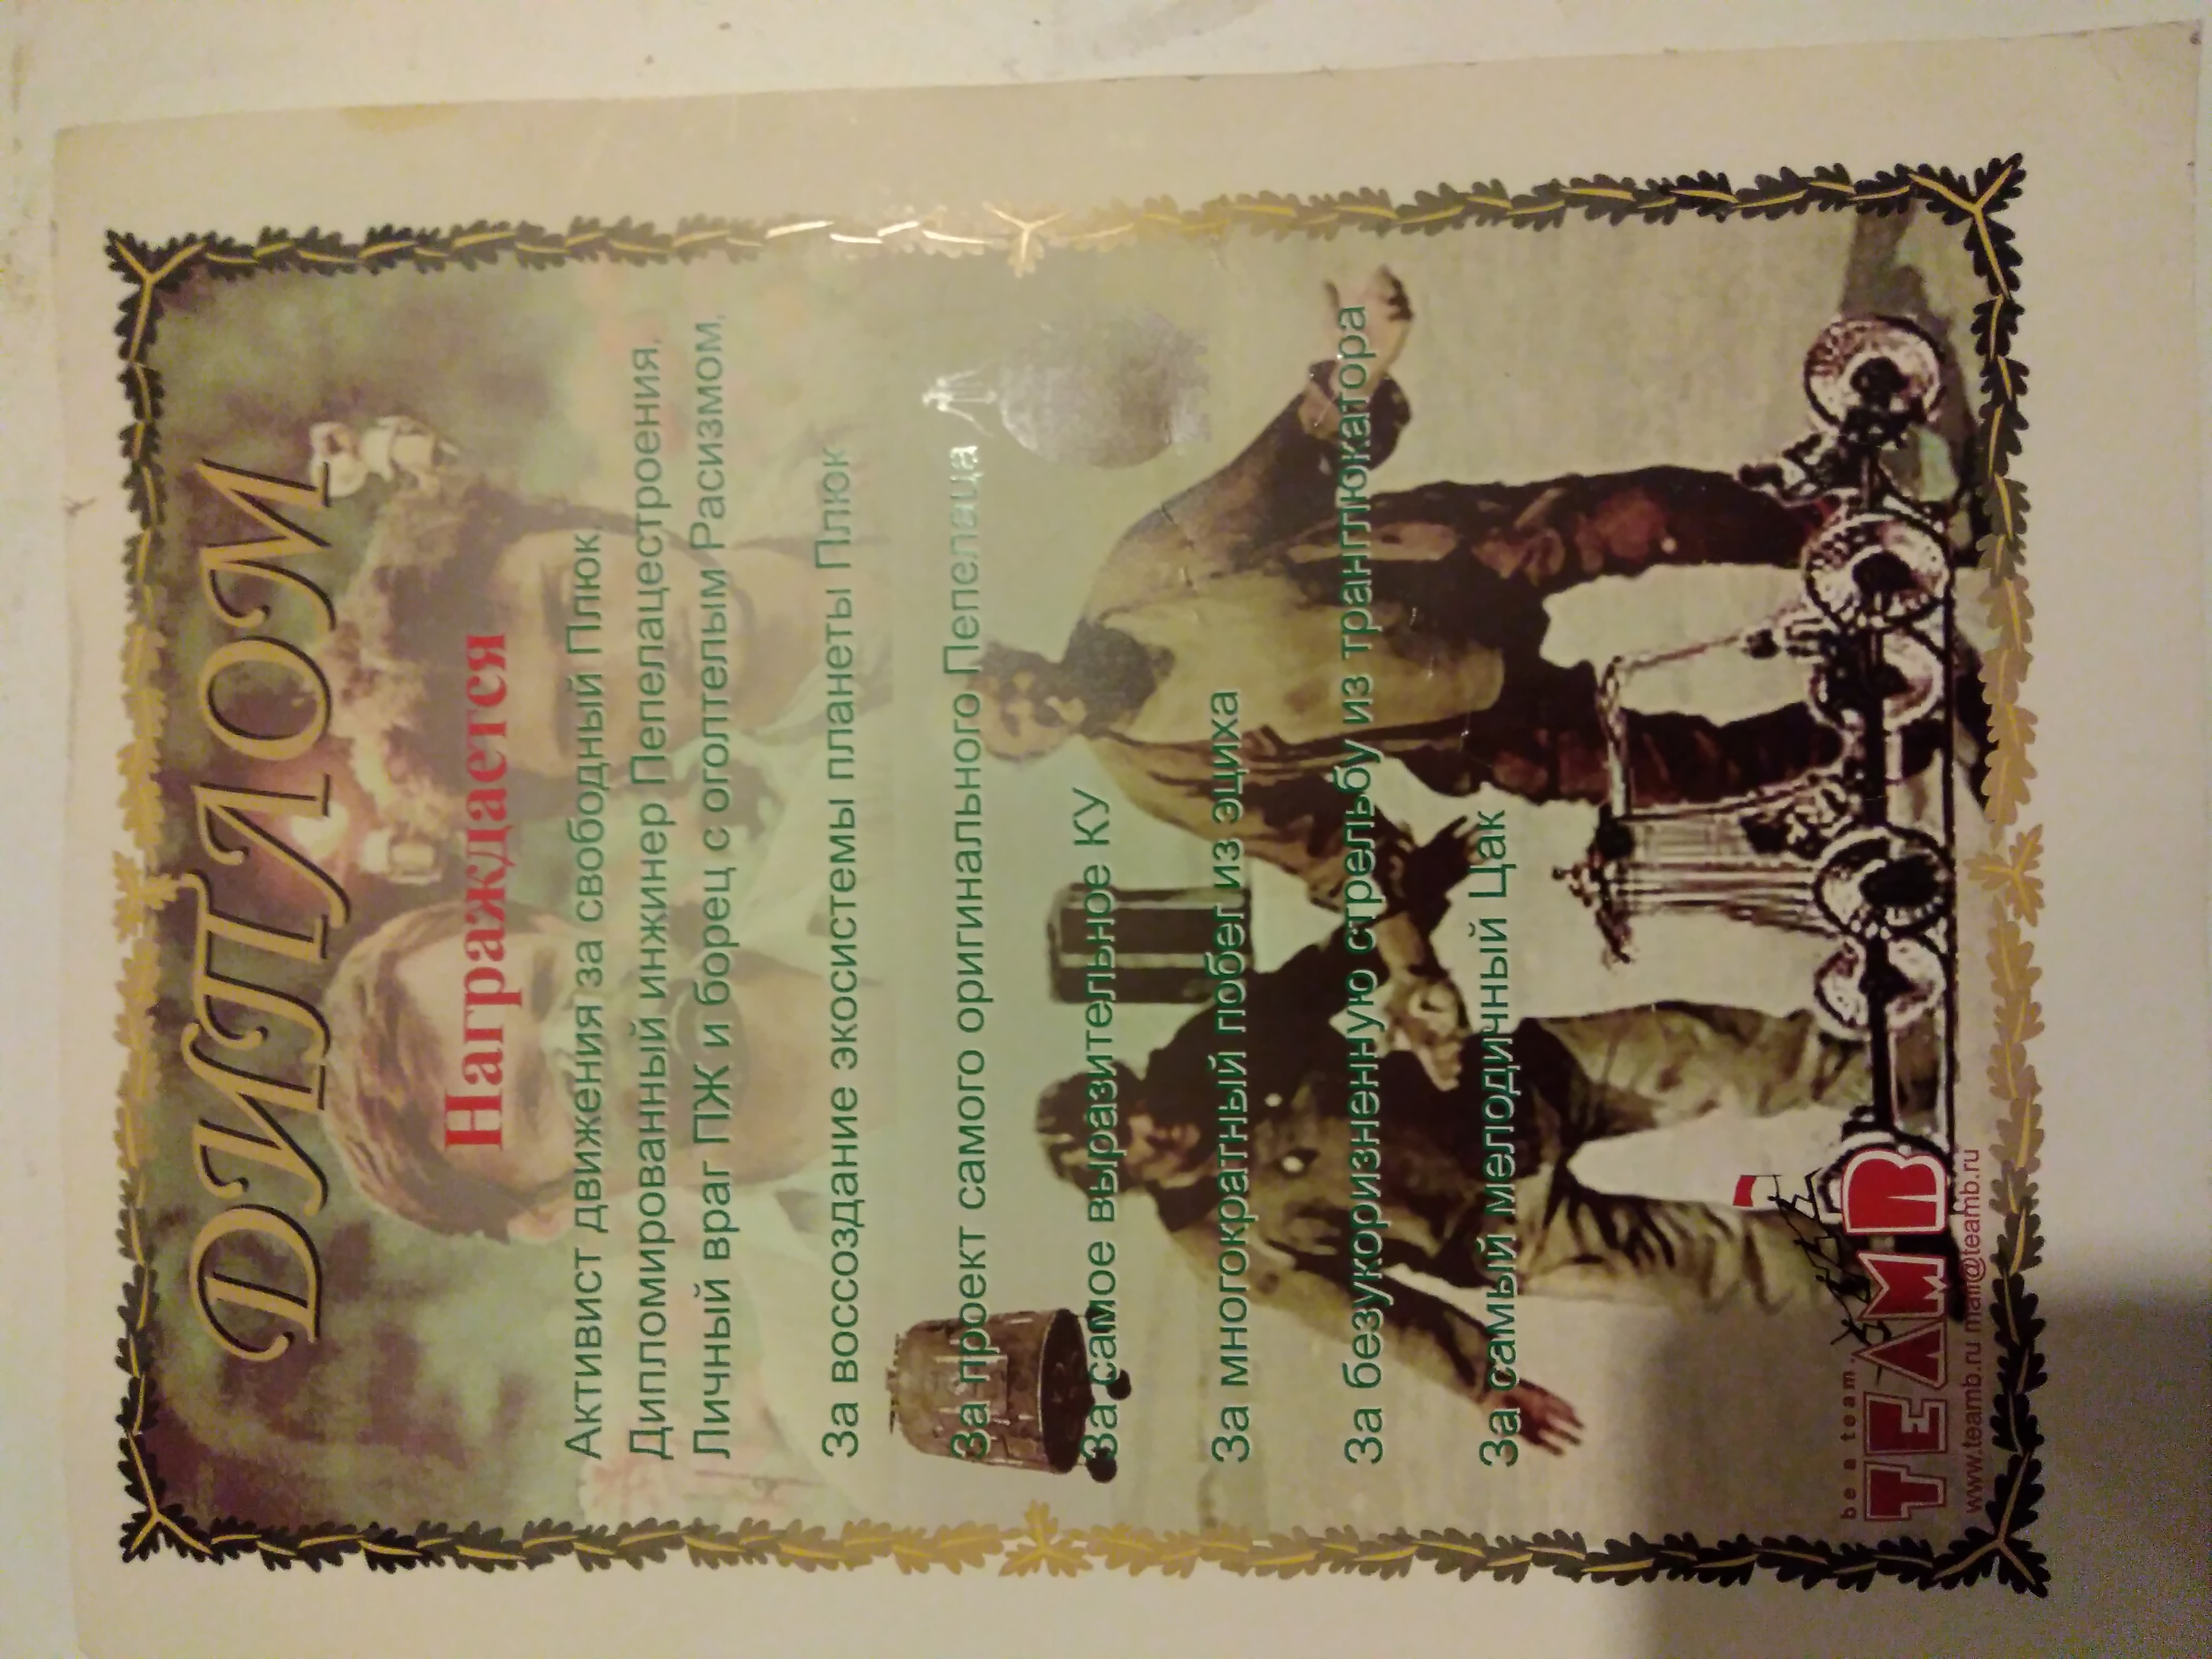 ДИПЛОМ
Награждается
Активист движения за свободный Плюк,
Дипломированный инжинер Пепелацестроения,
Личный враг ПЖ и борец с оголтелым Расизмом,
За воссоздание экосистемы планеты Плюк
За проект самого оригинального Пепелаца
За самое выразительное КУ
За многократный побег из эциха
За безукоризненную стрельбу из транглюкатора
За самый мелодичный Цак
be a team.
TEAMB
www.teamb.ru mail@teamb.ru